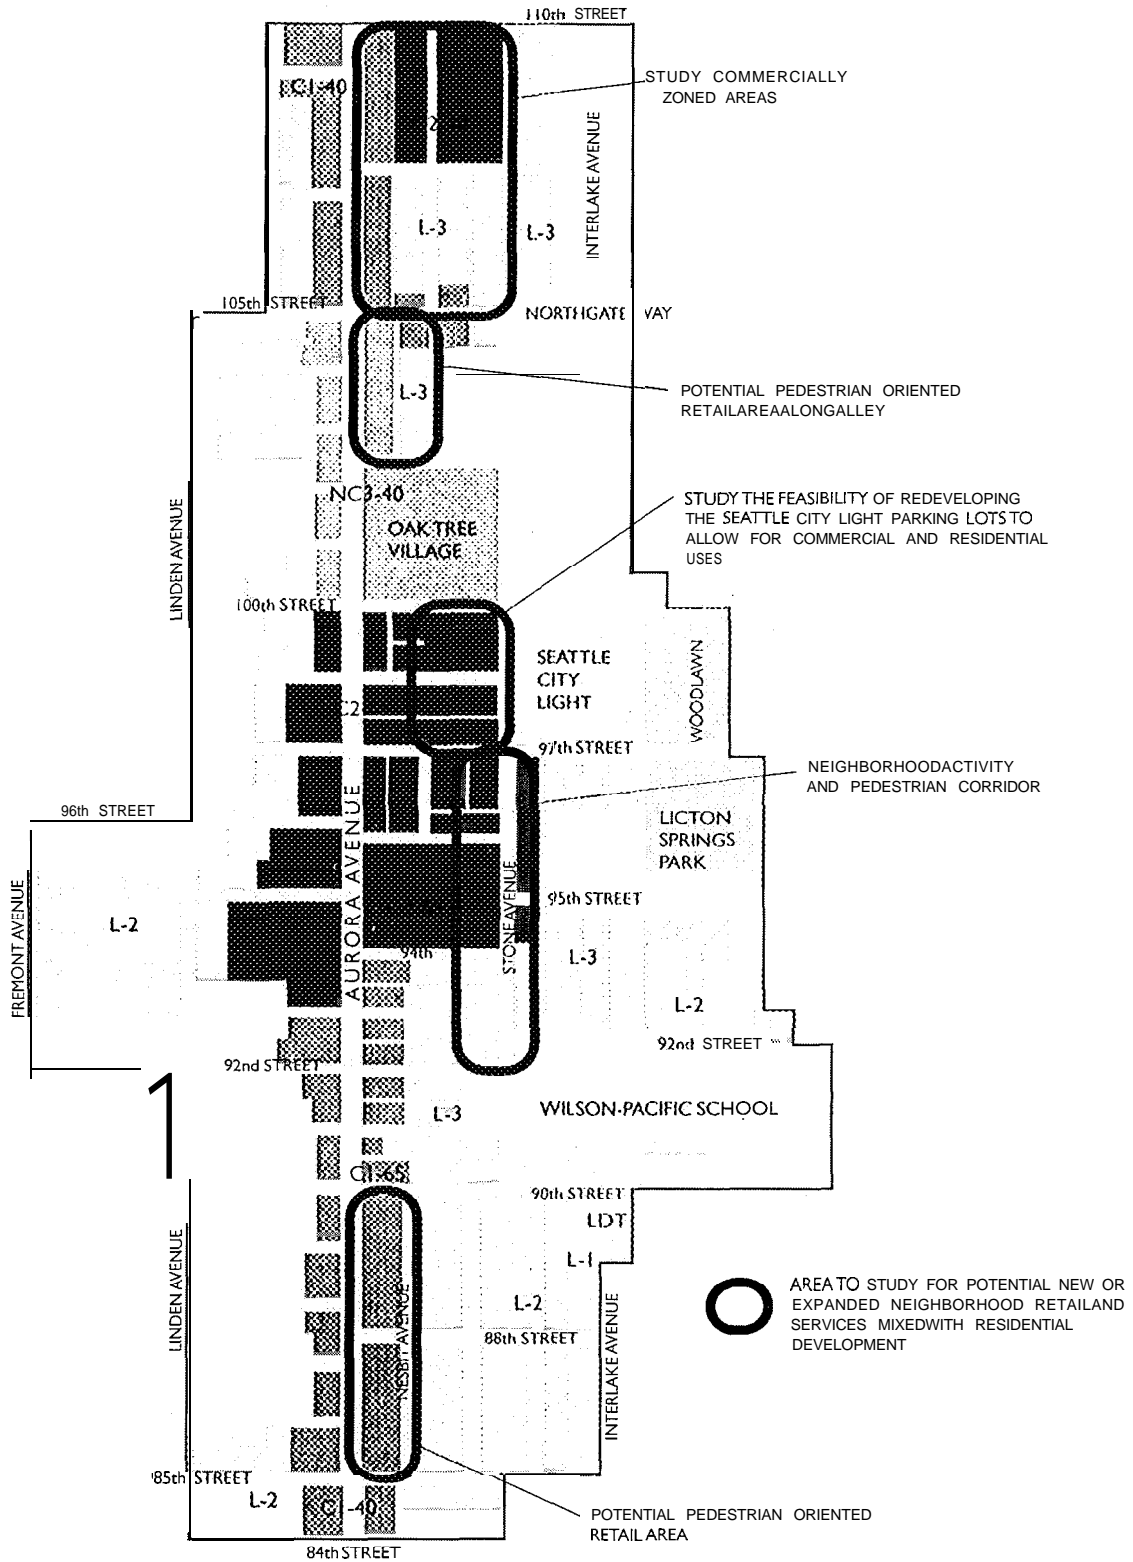 110th STREET
STUDY COMMERCIALLY
ZONED AREAS
C1-40
2
INTERLAKE AVENUE
L-3
L-3
105th STREET
NORTHGATE WAY
L-3
POTENTIAL PEDESTRIAN ORIENTED
RETAILAREAALONGALLEY
NC3-40
OAK TREE
VILLAGE
STUDY THE FEASIBILITY OF REDEVELOPING
THE SEATTLE CITY LIGHT PARKING LOTS TO
ALLOW FOR COMMERCIAL AND RESIDENTIAL
USES
LINDEN AVENUE
100th STREET
SEATTLE
CITY
LIGHT
WOODLAWN
C2
97th STREET
NEIGHBORHOODACTIVITY
AND PEDESTRIAN CORRIDOR
96th STREET
AURORA AVENUE
LICTON
SPRINGS
PARK
STONE AVENUE
95th STREET
FREMONT AVENUE
L-2
94th
L-3
L-2
92nd STREET
92nd STREET
1
L-3
WILSON-PACIFIC SCHOOL
C1-65
90th STREET
LDT
L-1
LINDEN AVENUE
NESBIT AVENUE
L-2
88th STREET
INTERLAKE AVENUE
AREA TO STUDY FOR POTENTIAL NEW OR
EXPANDED NEIGHBORHOOD RETAILAND
SERVICES MIXEDWITH RESIDENTIAL
DEVELOPMENT
85th STREET
L-2
C1-40
POTENTIAL PEDESTRIAN ORIENTED
RETAIL AREA
84th STREET